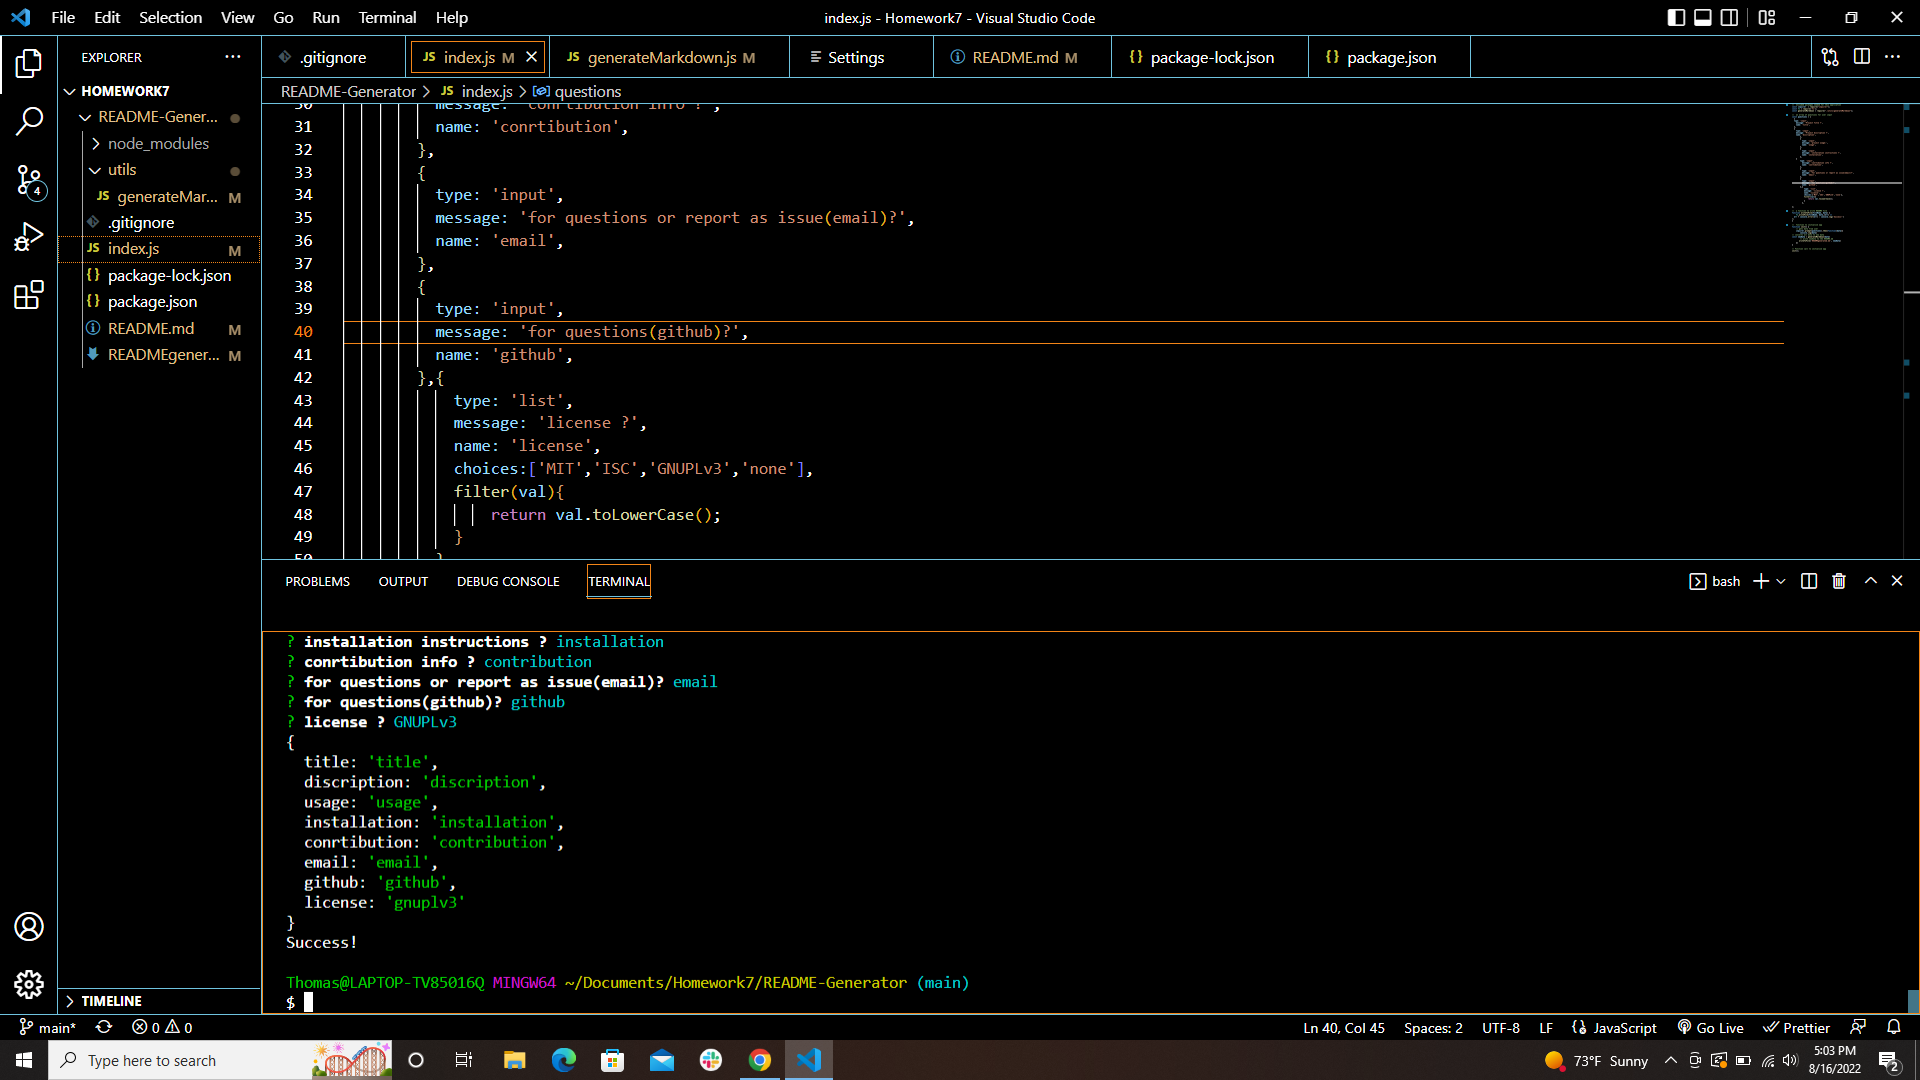 File Edit Selection View Go Run Terminal Help
index.js - Homework7 - Visual Studio Code
EXPLORER
.gitignore
JS index.js M
JS generateMarkdown.js M
Settings
README.md M
{} package-lock.json
{} package.json
HOMEWORK7
README-Gener...
node_modules
utils
JS generateMar... M
.gitignore
JS index.js M
{} package-lock.json
{} package.json
README.md M
READMEgener... M
4
TIMELINE
README-Generator > JS index.js > questions
30 message: 'conrtibution info ?',
31 name: 'conrtibution',
32 },
33 {
34 type: 'input',
35 message: 'for questions or report as issue(email)?',
36 name: 'email',
37 },
38 {
39 type: 'input',
40 message: 'for questions(github)?',
41 name: 'github',
42 },{
43 type: 'list',
44 message: 'license ?',
45 name: 'license',
46 choices:['MIT','ISC','GNUPLv3','none'],
47 filter(val){
48 return val.toLowerCase();
49 }
50 }
PROBLEMS OUTPUT DEBUG CONSOLE TERMINAL
bash
? installation instructions ? installation
? conrtibution info ? contribution
? for questions or report as issue(email)? email
? for questions(github)? github
? license ? GNUPLv3
{
title: 'title',
discription: 'discription',
usage: 'usage',
installation: 'installation',
conrtibution: 'contribution',
email: 'email',
github: 'github',
license: 'gnuplv3'
}
Success!
Thomas@LAPTOP-TV85016Q MINGW64 ~/Documents/Homework7/README-Generator (main)
$
main* 0 0
Ln 40, Col 45 Spaces: 2 UTF-8 LF {} JavaScript Go Live Prettier
Type here to search
73°F Sunny
5:03 PM
8/16/2022
2